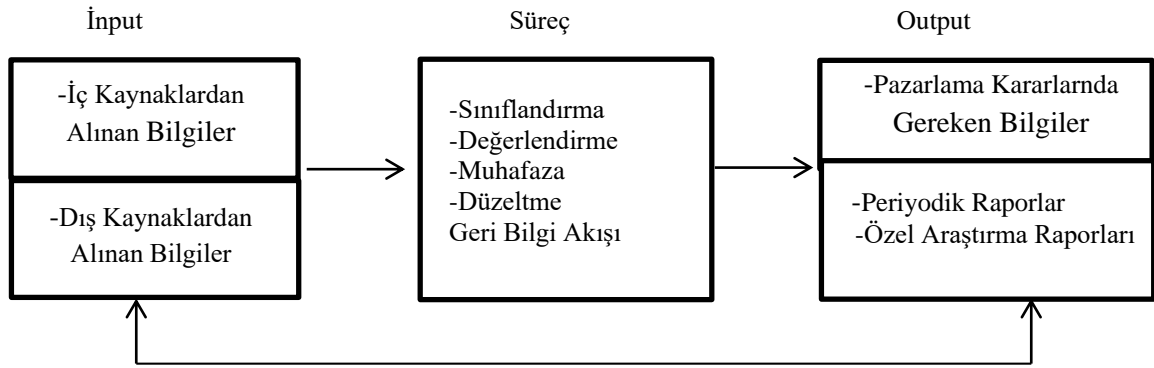 İnput
Süreç
Output
-İç Kaynaklardan
Alınan Bilgiler
-Dış Kaynaklardan
Alınan Bilgiler
-Sınıflandırma
-Değerlendirme
-Muhafaza
-Düzeltme
Geri Bilgi Akışı
-Pazarlama Kararlarnda
Gereken Bilgiler
-Periyodik Raporlar
-Özel Araştırma Raporları